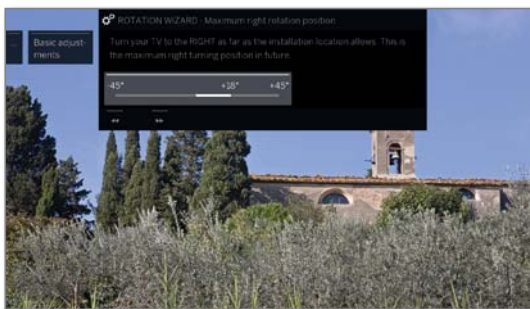 ROTATION WIZARD - Maximum right rotation position
Basic adjust-
ments
Turn your TV to the RIGHT as far as the installation location allows. This is
the maximum right turning position in future.
-45° +18° +45°